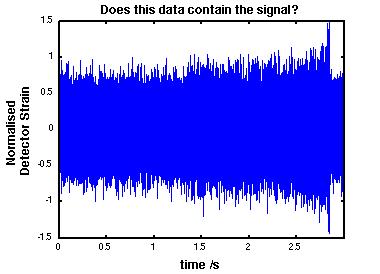 Does this data contain the signal?
1.5
1
0.5
0
-0.5
-1
-1.5
Normalised
Detector Strain
0 0.5 1 1.5 2 2.5
time /s